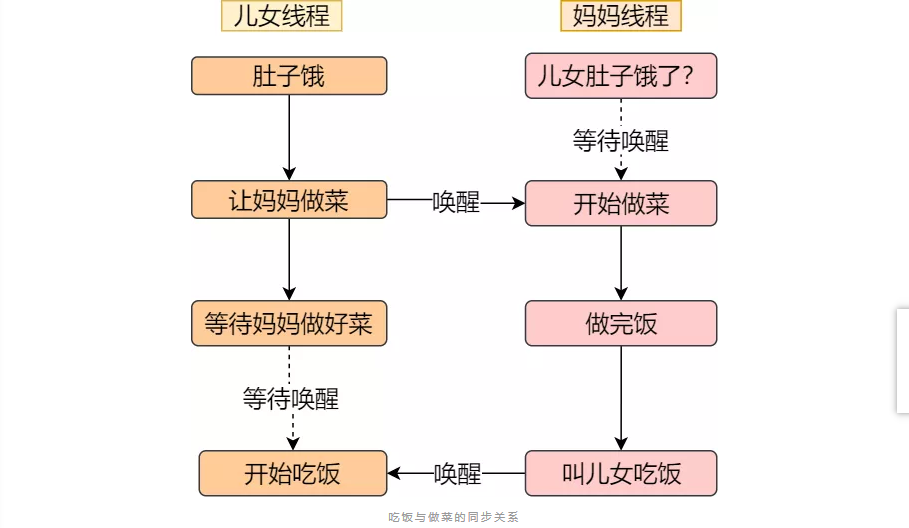 儿女线程
妈妈线程
肚子饿
儿女肚子饿了？
等待唤醒
让妈妈做菜
唤醒
开始做菜
等待妈妈做好菜
做完饭
等待唤醒
开始吃饭
唤醒
叫儿女吃饭
吃饭与做菜的同步关系